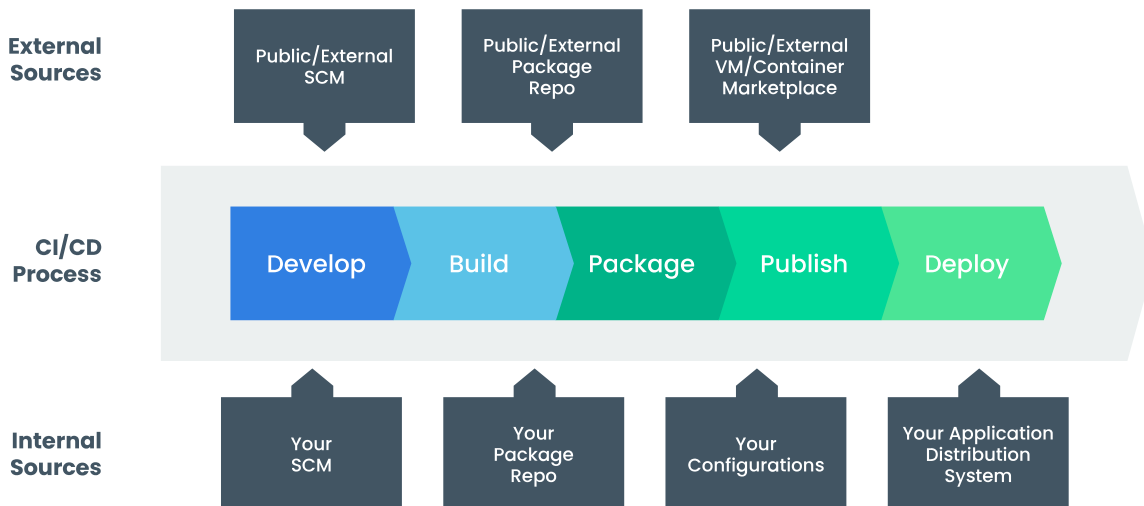 External
Sources
Public/External
SCM
Public/External
Package
Repo
Public/External
VM/Container
Marketplace
CI/CD
Process
Develop
Build
Package
Publish
Deploy
Internal
Sources
Your
SCM
Your
Package
Repo
Your
Configurations
Your Application
Distribution
System